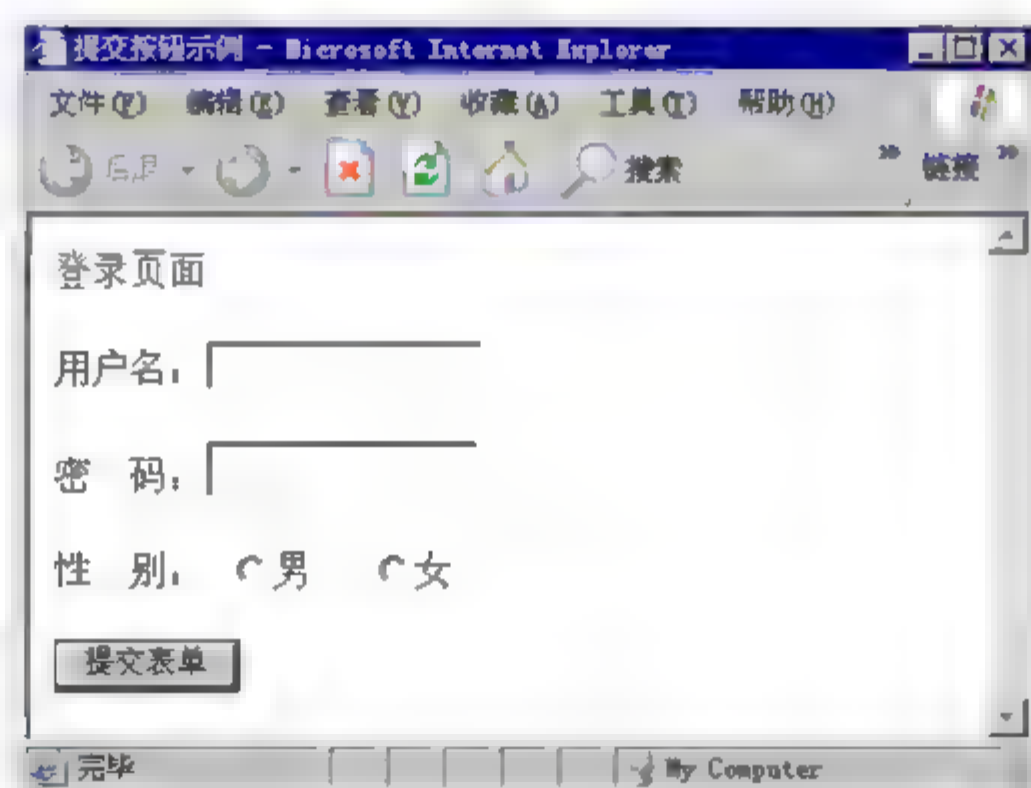 提交按钮示例 - Microsoft Internet Explorer
文件(F) 编辑(E) 查看(V) 收藏(A) 工具(T) 帮助(H)
后退 搜索 » 链接 »
登录页面
用户名：
密 码：
性 别： 男 女
提交表单
完毕 My Computer